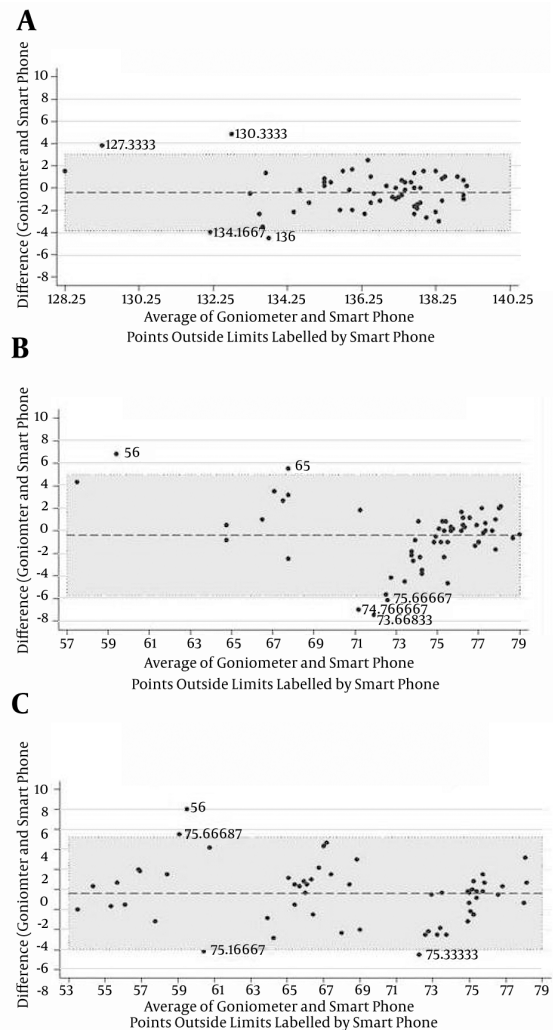 A
Difference (Goniomter and Smart Phone
10
8
6
4
2
0
-2
-4
-6
-8
130.3333
127.3333
134.1667
136
128.25 130.25 132.25 134.25 136.25 138.25 140.25
Average of Goniometer and Smart Phone
Points Outside Limits Labelled by Smart Phone
B
Difference (Goniomter and Smart Phone
10
8
6
4
2
0
-2
-4
-6
-8
56
65
75.66667
74.766667
73.66833
57 59 61 63 65 67 69 71 73 75 77 79
Average of Goniometer and Smart Phone
Points Outside Limits Labelled by Smart Phone
C
Difference (Goniomter and Smart Phone
10
8
6
4
2
0
-2
-4
-6
-8
56
75.66687
75.16667
75.33333
53 55 57 59 61 63 65 67 69 71 73 75 77 79
Average of Goniometer and Smart Phone
Points Outside Limits Labelled by Smart Phone